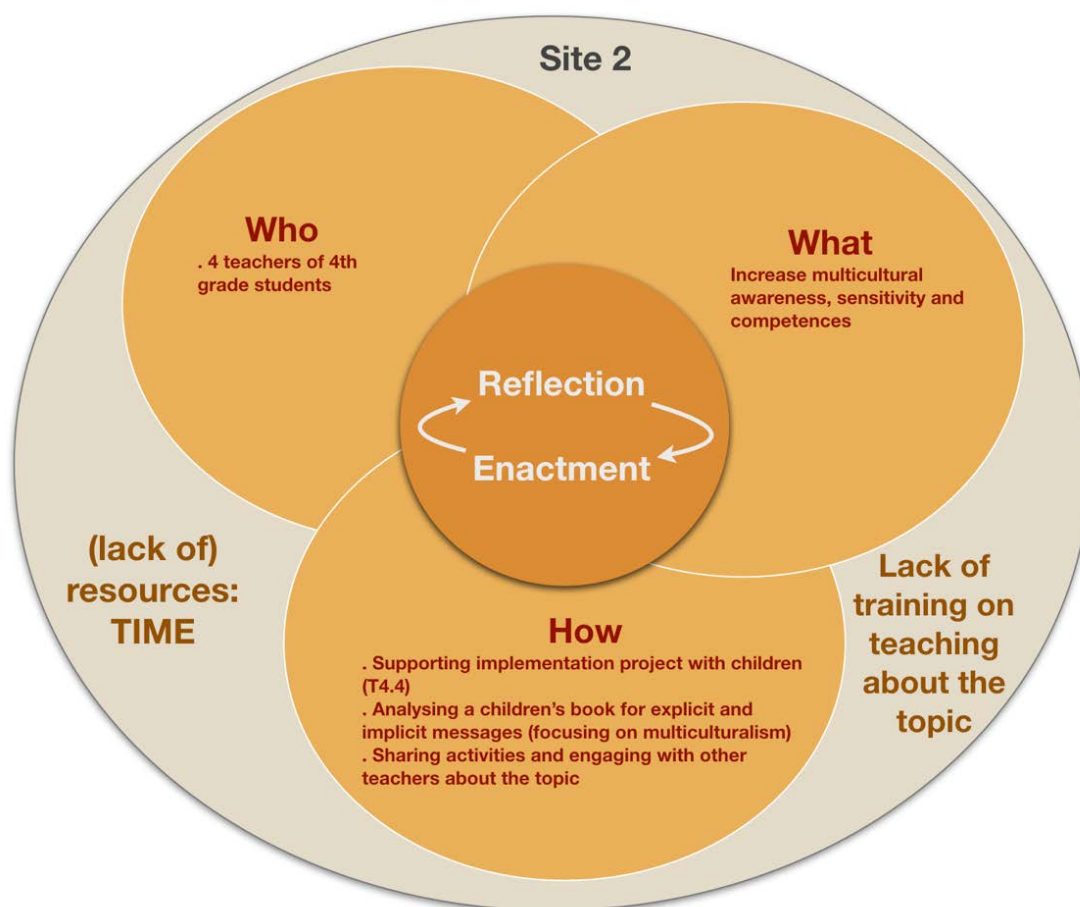 Site 2
Who
. 4 teachers of 4th
grade students
What
Increase multicultural
awareness, sensitivity and
competences
Reflection
Enactment
(lack of)
resources:
TIME
How
. Supporting implementation project with children
(T4.4)
. Analysing a children's book for explicit and
implicit messages (focusing on multiculturalism)
. Sharing activities and engaging with other
teachers about the topic
Lack of
training on
teaching
about the
topic